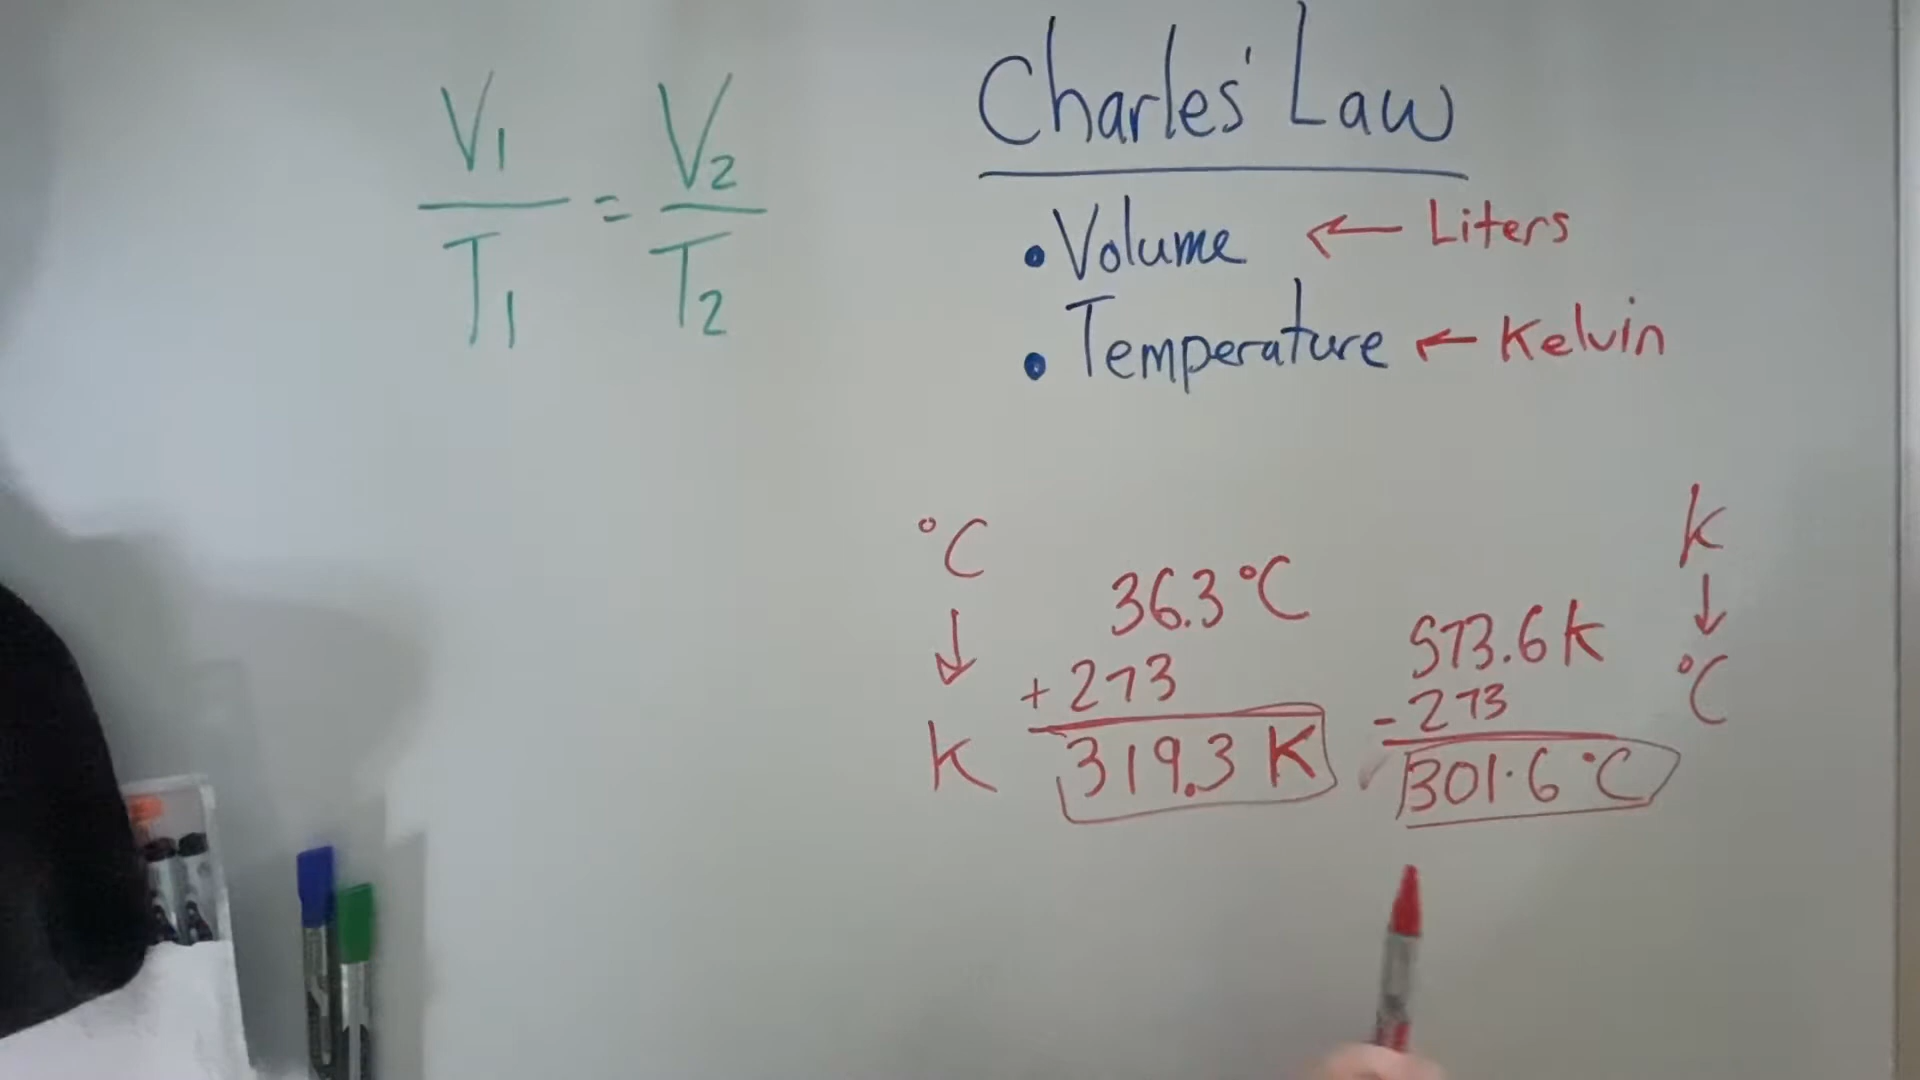 V1 = V2
T1 T2
Charles' Law
• Volume ← Liters
• Temperature ← Kelvin
°C
↓
K
36.3°C
+ 273
319.3 K
573.6 K
- 273
301.6 °C
K
↓
°C